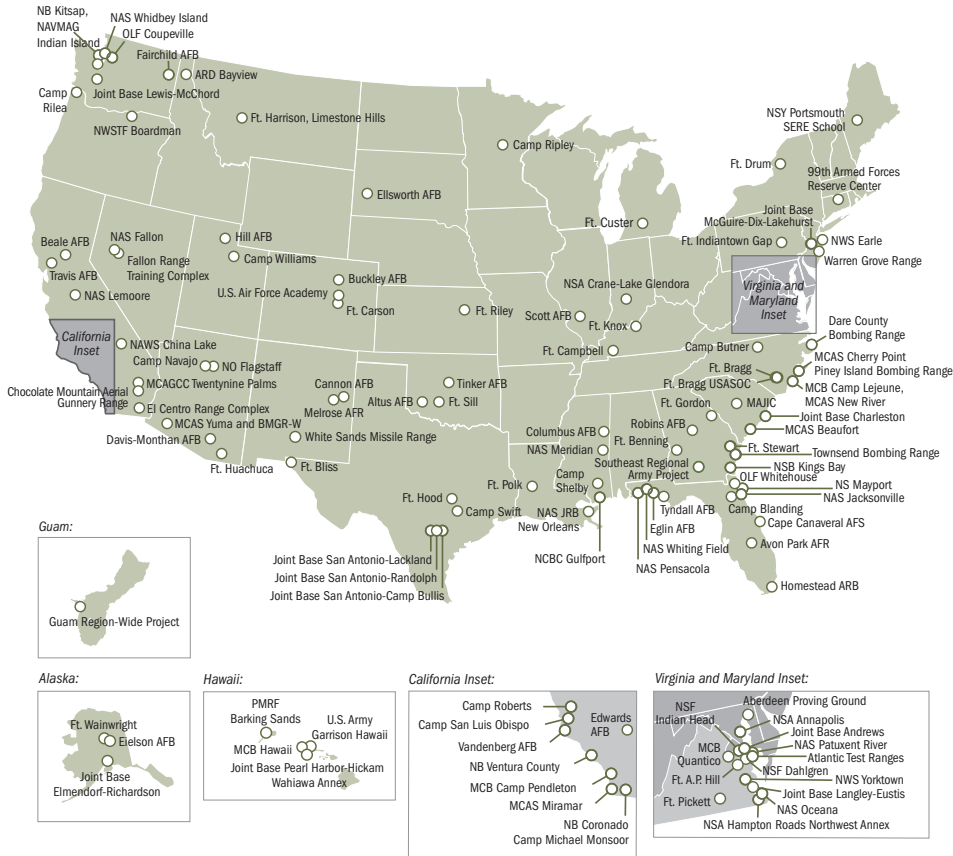 NB Kitsap,
NAVMAG
Indian Island
NAS Whidbey Island
OLF Coupeville
Fairchild AFB
ARD Bayview
Joint Base Lewis-McChord
Camp
Rilea
NWSTF Boardman
Ft. Harrison, Limestone Hills
Camp Ripley
NSY Portsmouth
SERE School
Ft. Drum
99th Armed Forces
Reserve Center
Ellsworth AFB
Ft. Custer
Joint Base
McGuire-Dix-Lakehurst
Ft. Indiantown Gap
NWS Earle
Warren Grove Range
Beale AFB
NAS Fallon
Fallon Range
Training Complex
Hill AFB
Camp Williams
Travis AFB
NAS Lemoore
Buckley AFB
U.S. Air Force Academy
Ft. Carson
Ft. Riley
NSA Crane-Lake Glendora
Scott AFB
Ft. Knox
Virginia and
Maryland
Inset
California
Inset
NAWS China Lake
Camp Navajo
NO Flagstaff
Ft. Campbell
Camp Butner
Dare County
Bombing Range
MCAS Cherry Point
Piney Island Bombing Range
Ft. Bragg
Ft. Bragg USASOC
MCB Camp Lejeune,
MCAS New River
MCAGCC Twentynine Palms
Chocolate Mountain Aerial
Gunnery Range
El Centro Range Complex
MCAS Yuma and BMGR-W
Davis-Monthan AFB
Ft. Huachuca
Cannon AFB
Melrose AFR
Altus AFB
Tinker AFB
Ft. Sill
White Sands Missile Range
Ft. Bliss
Ft. Gordon
MAJIC
Joint Base Charleston
MCAS Beaufort
Columbus AFB
NAS Meridian
Robins AFB
Ft. Benning
Southeast Regional
Army Project
Ft. Stewart
Townsend Bombing Range
NSB Kings Bay
OLF Whitehouse
NS Mayport
NAS Jacksonville
Camp Blanding
Cape Canaveral AFS
Avon Park AFR
Homestead ARB
Camp
Shelby
Ft. Polk
Ft. Hood
Camp Swift
NAS JRB
New Orleans
Tyndall AFB
Eglin AFB
NAS Whiting Field
NAS Pensacola
NCBC Gulfport
Joint Base San Antonio-Lackland
Joint Base San Antonio-Randolph
Joint Base San Antonio-Camp Bullis
Guam:
Guam Region-Wide Project
Alaska:
Ft. Wainwright
Eielson AFB
Joint Base
Elmendorf-Richardson
Hawaii:
PMRF
Barking Sands
U.S. Army
Garrison Hawaii
MCB Hawaii
Joint Base Pearl Harbor-Hickam
Wahiawa Annex
California Inset:
Camp Roberts
Camp San Luis Obispo
Edwards
AFB
Vandenberg AFB
NB Ventura County
MCB Camp Pendleton
MCAS Miramar
NB Coronado
Camp Michael Monsoor
Virginia and Maryland Inset:
Aberdeen Proving Ground
NSF
Indian Head
NSA Annapolis
Joint Base Andrews
NAS Patuxent River
Atlantic Test Ranges
MCB
Quantico
NSF Dahlgren
Ft. A.P. Hill
NWS Yorktown
Joint Base Langley-Eustis
Ft. Pickett
NAS Oceana
NSA Hampton Roads Northwest Annex